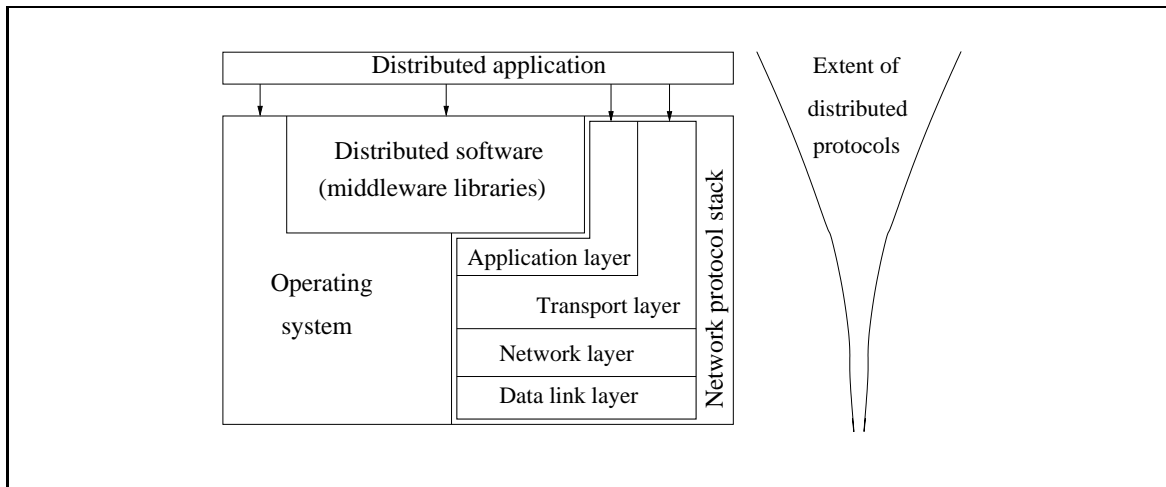 Distributed application
Extent of
distributed
protocols
Distributed software
(middleware libraries)
Network protocol stack
Application layer
Operating
system
Transport layer
Network layer
Data link layer